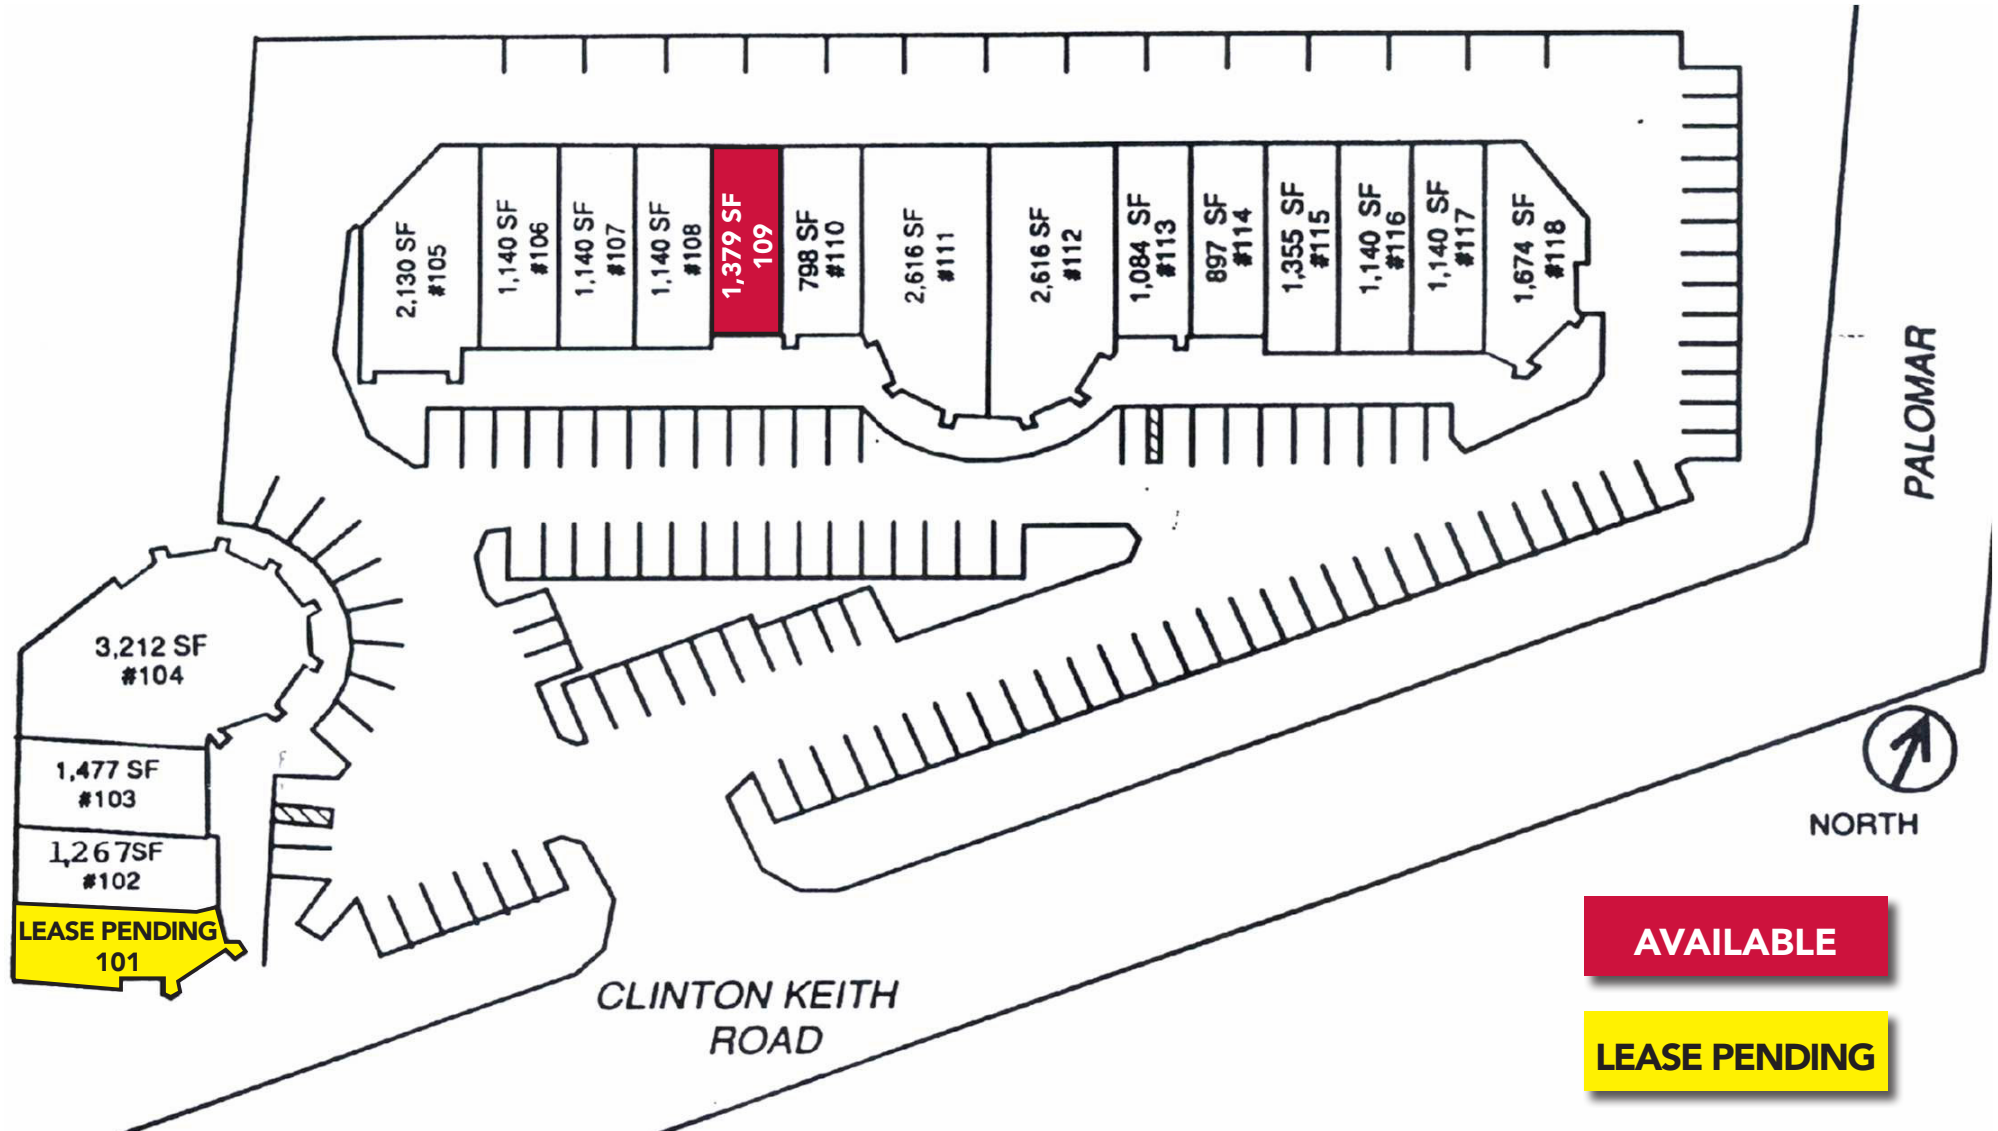 2,130 SF
#105
1,140 SF
#106
1,140 SF
#107
1,140 SF
#108
1,379 SF
109
798 SF
#110
2,616 SF
#111
2,616 SF
#112
1,084 SF
#113
897 SF
#114
1,355 SF
#115
1,140 SF
#116
1,140 SF
#117
1,674 SF
#118
PALOMAR
3,212 SF
#104
1,477 SF
#103
1,267SF
#102
LEASE PENDING
101
CLINTON KEITH
ROAD
NORTH
AVAILABLE
LEASE PENDING